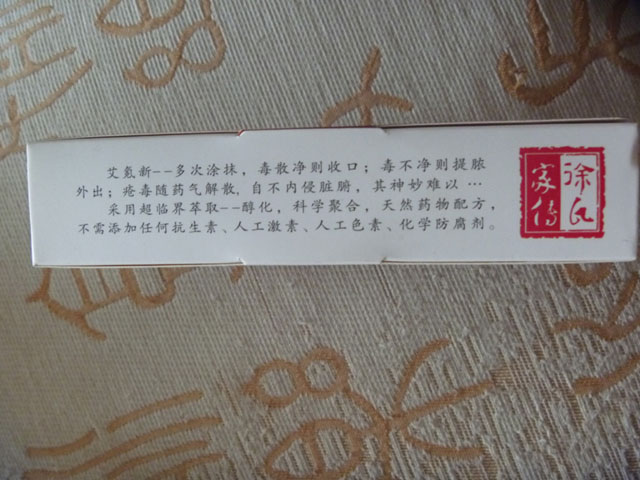 艾氪新--多次涂抹，毒散净则收口；毒不净则提脓
外出；疮毒随药气解散，自不内侵脏腑，其神妙难以…
采用超临界萃取--醇化，科学聚合，天然药物配方，
不需添加任何抗生素、人工激素、人工色素、化学防腐剂。
徐氏
家传